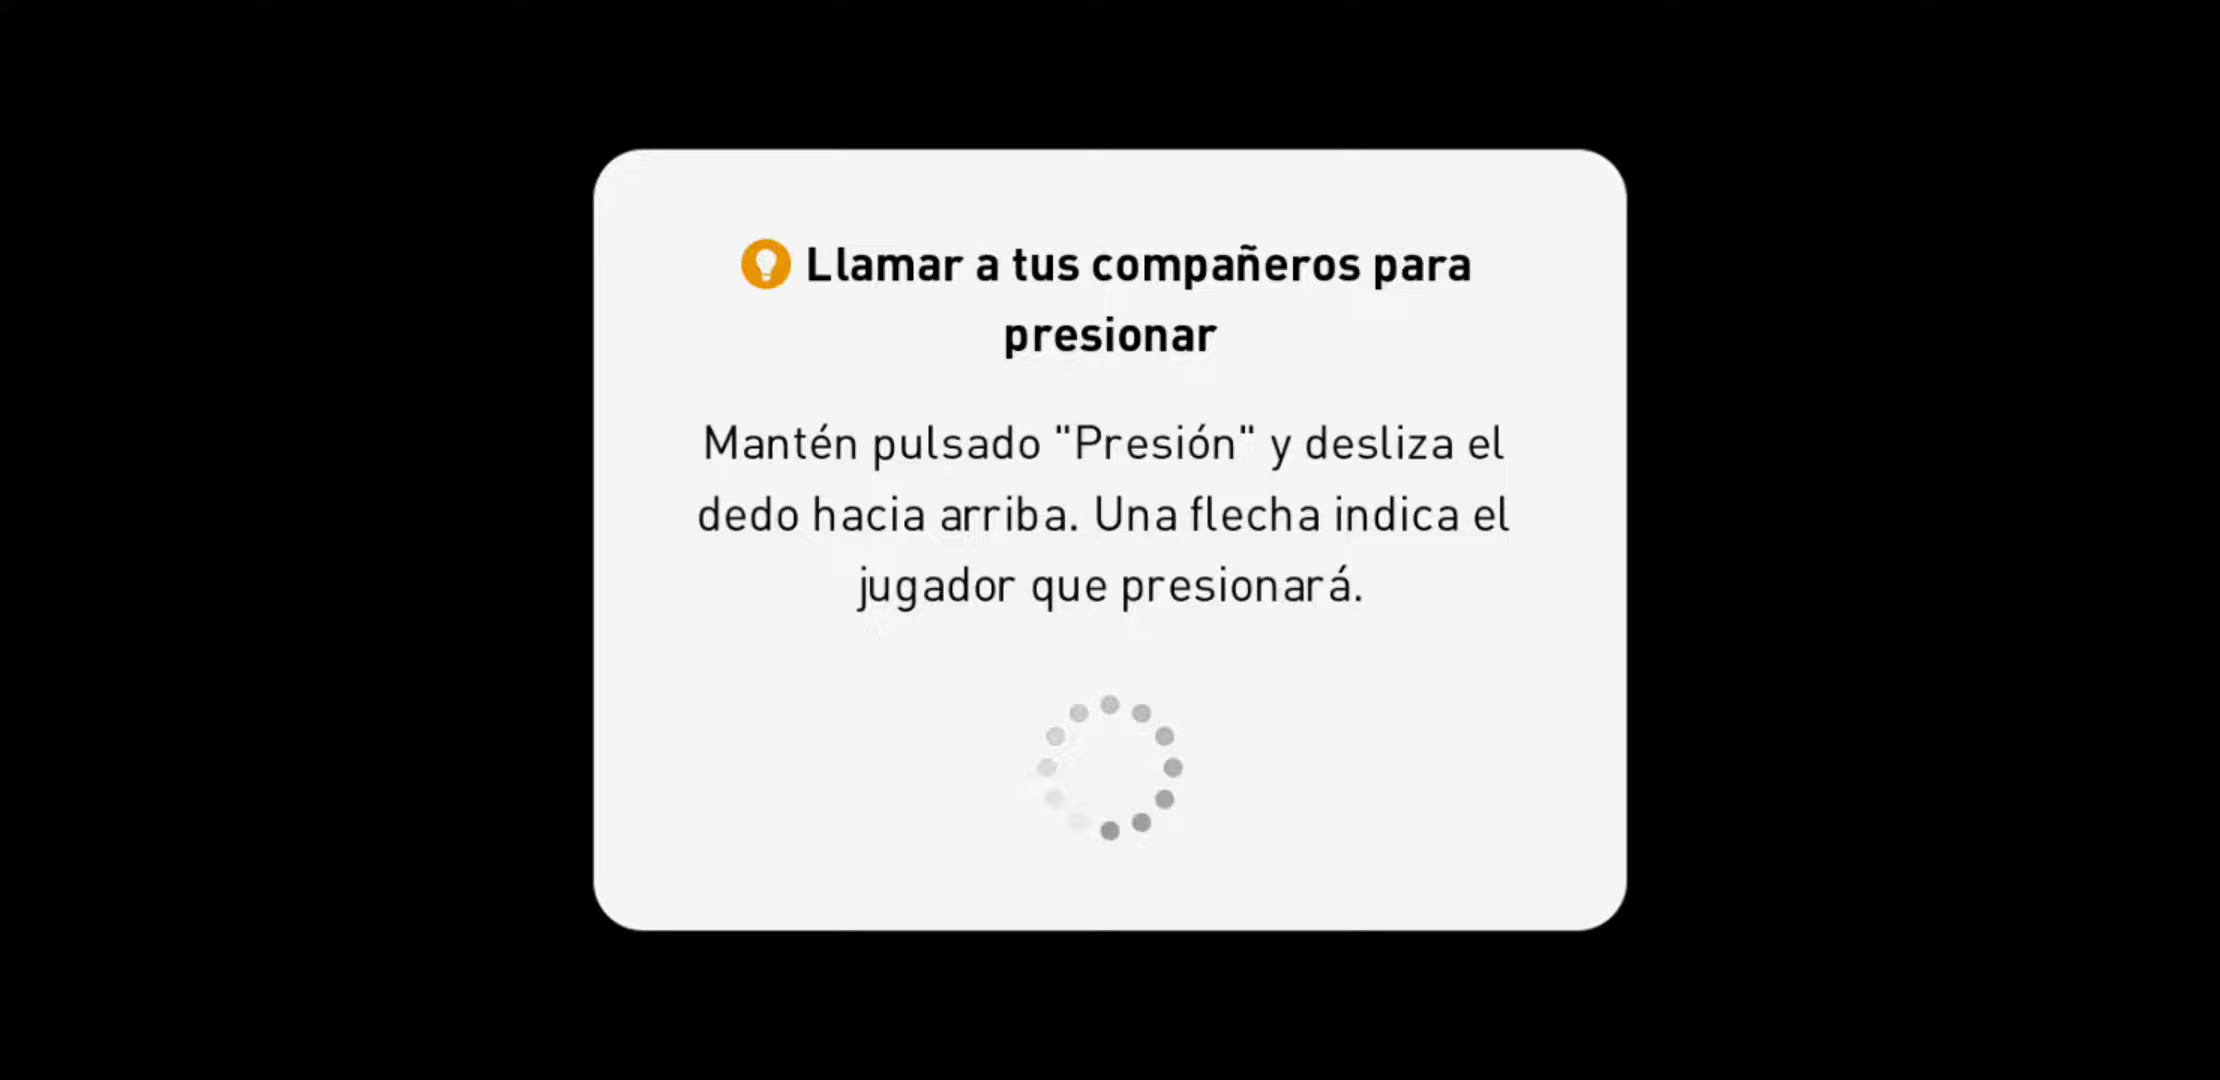 Llamar a tus compañeros para
presionar
Mantén pulsado "Presión" y desliza el
dedo hacia arriba. Una flecha indica el
jugador que presionará.